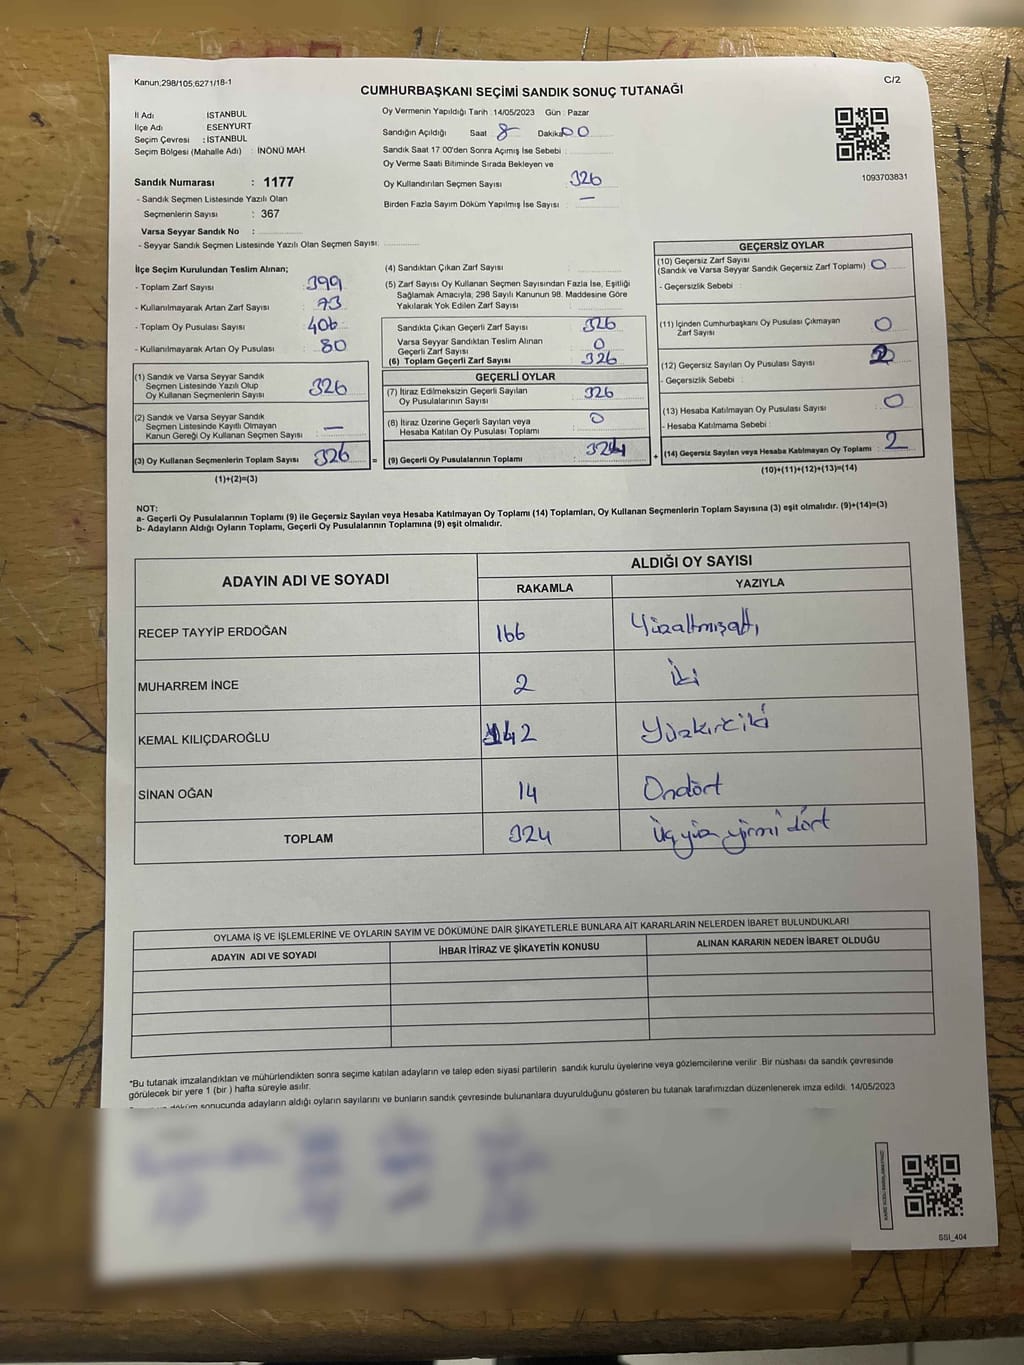 Kanun;298/105;6271/18-1
C/2
CUMHURBAŞKANI SEÇİMİ SANDIK SONUÇ TUTANAĞI
İl Adı İSTANBUL
İlçe Adı ESENYURT
Seçim Çevresi : İSTANBUL
Seçim Bölgesi (Mahalle Adı) : İNÖNÜ MAH.
Oy Vermenin Yapıldığı Tarih : 14/05/2023 Gün : Pazar
Sandığın Açıldığı Saat 8 Dakika 00
Sandık Saat 17.00'den Sonra Açımış İse Sebebi :
Oy Verme Saati Bitiminde Sırada Bekleyen ve
Oy Kullandırılan Seçmen Sayısı : 326
Birden Fazla Sayım Döküm Yapılmış İse Sayısı : —
1093703831
Sandık Numarası : 1177
- Sandık Seçmen Listesinde Yazılı Olan
Seçmenlerin Sayısı : 367
Varsa Seyyar Sandık No :
- Seyyar Sandık Seçmen Listesinde Yazılı Olan Seçmen Sayısı:
İlçe Seçim Kurulundan Teslim Alınan;
- Toplam Zarf Sayısı : 399
- Kullanılmayarak Artan Zarf Sayısı : 73
- Toplam Oy Pusulası Sayısı : 406
- Kullanılmayarak Artan Oy Pusulası : 80
(1) Sandık ve Varsa Seyyar Sandık
Seçmen Listesinde Yazılı Olup
Oy Kullanan Seçmenlerin Sayısı : 326
(2) Sandık ve Varsa Seyyar Sandık
Seçmen Listesinde Kayıtlı Olmayan
Kanun Gereği Oy Kullanan Seçmen Sayısı : —
(3) Oy Kullanan Seçmenlerin Toplam Sayısı : 326
(1)+(2)=(3)
(4) Sandıktan Çıkan Zarf Sayısı :
(5) Zarf Sayısı Oy Kullanan Seçmen Sayısından Fazla İse, Eşitliği
Sağlamak Amacıyla, 298 Sayılı Kanunun 98. Maddesine Göre
Yakılarak Yok Edilen Zarf Sayısı :
Sandıkta Çıkan Geçerli Zarf Sayısı : 326
Varsa Seyyar Sandıktan Teslim Alınan
Geçerli Zarf Sayısı : 0
(6) Toplam Geçerli Zarf Sayısı : 326
GEÇERLİ OYLAR
(7) İtiraz Edilmeksizin Geçerli Sayılan
Oy Pusulalarının Sayısı : 326
(8) İtiraz Üzerine Geçerli Sayılan veya
Hesaba Katılan Oy Pusulası Toplamı : 0
= (9) Geçerli Oy Pusulalarının Toplamı : 324
GEÇERSİZ OYLAR
(10) Geçersiz Zarf Sayısı
(Sandık ve Varsa Seyyar Sandık Geçersiz Zarf Toplamı) : 0
- Geçersizlik Sebebi :
(11) İçinden Cumhurbaşkanı Oy Pusulası Çıkmayan
Zarf Sayısı : 0
(12) Geçersiz Sayılan Oy Pusulası Sayısı : 2
- Geçersizlik Sebebi :
(13) Hesaba Katılmayan Oy Pusulası Sayısı : 0
- Hesaba Katılmama Sebebi :
+ (14) Geçersiz Sayılan veya Hesaba Katılmayan Oy Toplamı : 2
(10)+(11)+(12)+(13)=(14)
NOT:
a- Geçerli Oy Pusulalarının Toplamı (9) ile Geçersiz Sayılan veya Hesaba Katılmayan Oy Toplamı (14) Toplamları, Oy Kullanan Seçmenlerin Toplam Sayısına (3) eşit olmalıdır. (9)+(14)=(3)
b- Adayların Aldığı Oyların Toplamı, Geçerli Oy Pusulalarının Toplamına (9) eşit olmalıdır.
ADAYIN ADI VE SOYADI ALDIĞI OY SAYISI
RAKAMLA YAZIYLA
RECEP TAYYİP ERDOĞAN 166 Yüzaltmışaltı
MUHARREM İNCE 2 İki
KEMAL KILIÇDAROĞLU 142 Yüzkırkiki
SİNAN OĞAN 14 Ondört
TOPLAM 324 Üçyüz yirmi dört
OYLAMA İŞ VE İŞLEMLERİNE VE OYLARIN SAYIM VE DÖKÜMÜNE DAİR ŞİKAYETLERLE BUNLARA AİT KARARLARIN NELERDEN İBARET BULUNDUKLARI
ADAYIN ADI VE SOYADI İHBAR İTİRAZ VE ŞİKAYETİN KONUSU ALINAN KARARIN NEDEN İBARET OLDUĞU
*Bu tutanak imzalandıktan ve mühürlendikten sonra seçime katılan adayların ve talep eden siyasi partilerin sandık kurulu üyelerine veya gözlemcilerine verilir. Bir nüshası da sandık çevresinde
görülecek bir yere 1 (bir ) hafta süreyle asılır.
döküm sonucunda adayların aldığı oyların sayılarını ve bunların sandık çevresinde bulunanlara duyurulduğunu gösteren bu tutanak tarafımızdan düzenlenerek imza edildi. 14/05/2023
SSI_404